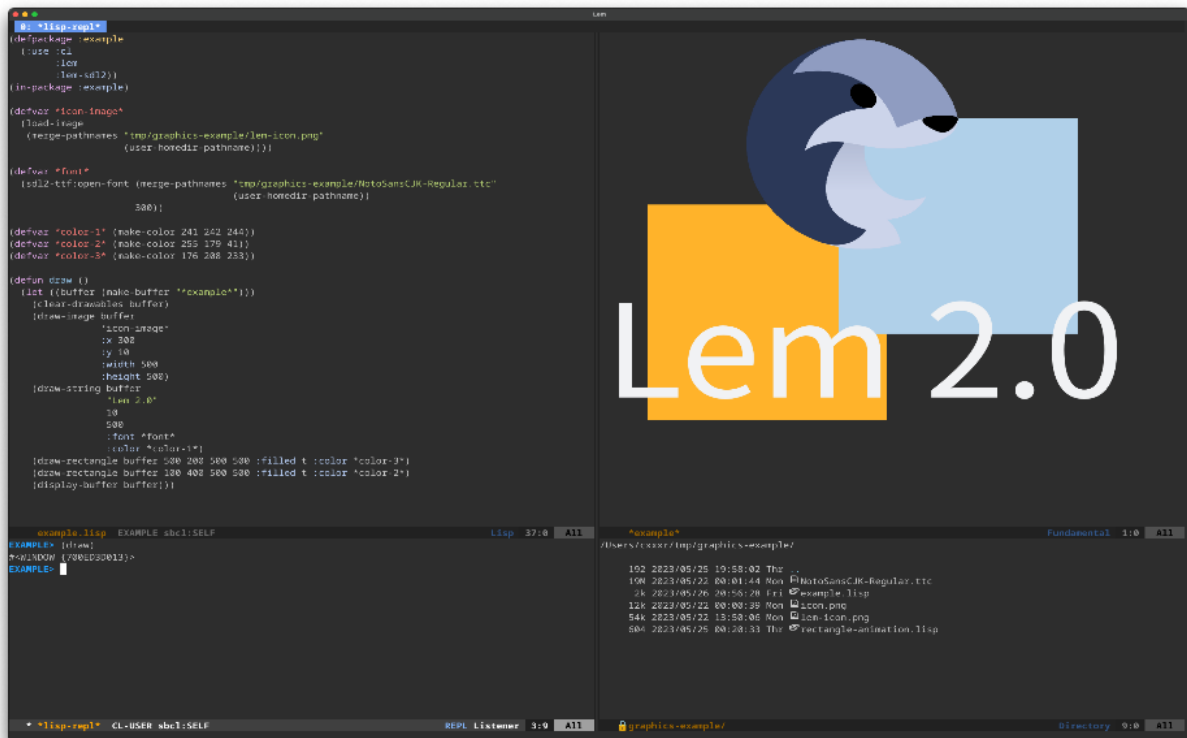 Lem
0: *lisp-repl*
(defpackage :example
(:use :cl
:lem
:lem-sdl2))
(in-package :example)
(defvar *icon-image*
(load-image
(merge-pathnames "tmp/graphics-example/lem-icon.png"
(user-homedir-pathname))))
(defvar *font*
(sdl2-ttf:open-font (merge-pathnames "tmp/graphics-example/NotoSansCJK-Regular.ttc"
(user-homedir-pathname))
300))
(defvar *color-1* (make-color 241 242 244))
(defvar *color-2* (make-color 255 179 41))
(defvar *color-3* (make-color 176 208 233))
(defun draw ()
(let ((buffer (make-buffer "*example*")))
(clear-drawables buffer)
(draw-image buffer
*icon-image*
:x 300
:y 10
:width 500
:height 500)
(draw-string buffer
"Lem 2.0"
10
500
:font *font*
:color *color-1*)
(draw-rectangle buffer 500 200 500 500 :filled t :color *color-3*)
(draw-rectangle buffer 100 400 500 500 :filled t :color *color-2*)
(display-buffer buffer)))
example.lisp EXAMPLE sbcl:SELF Lisp 37:0 All
EXAMPLE> (draw)
#<WINDOW {700ED3D013}>
EXAMPLE>
* *lisp-repl* CL-USER sbcl:SELF REPL Listener 3:9 All
Lem 2.0
*example* Fundamental 1:0 All
/Users/cxxxr/tmp/graphics-example/
192 2023/05/25 19:58:02 Thr ..
19M 2023/05/22 00:01:44 Mon NotoSansCJK-Regular.ttc
2k 2023/05/26 20:56:28 Fri example.lisp
12k 2023/05/22 00:00:39 Mon icon.png
54k 2023/05/22 13:50:06 Mon lem-icon.png
604 2023/05/25 00:20:33 Thr rectangle-animation.lisp
graphics-example/ Directory 9:0 All